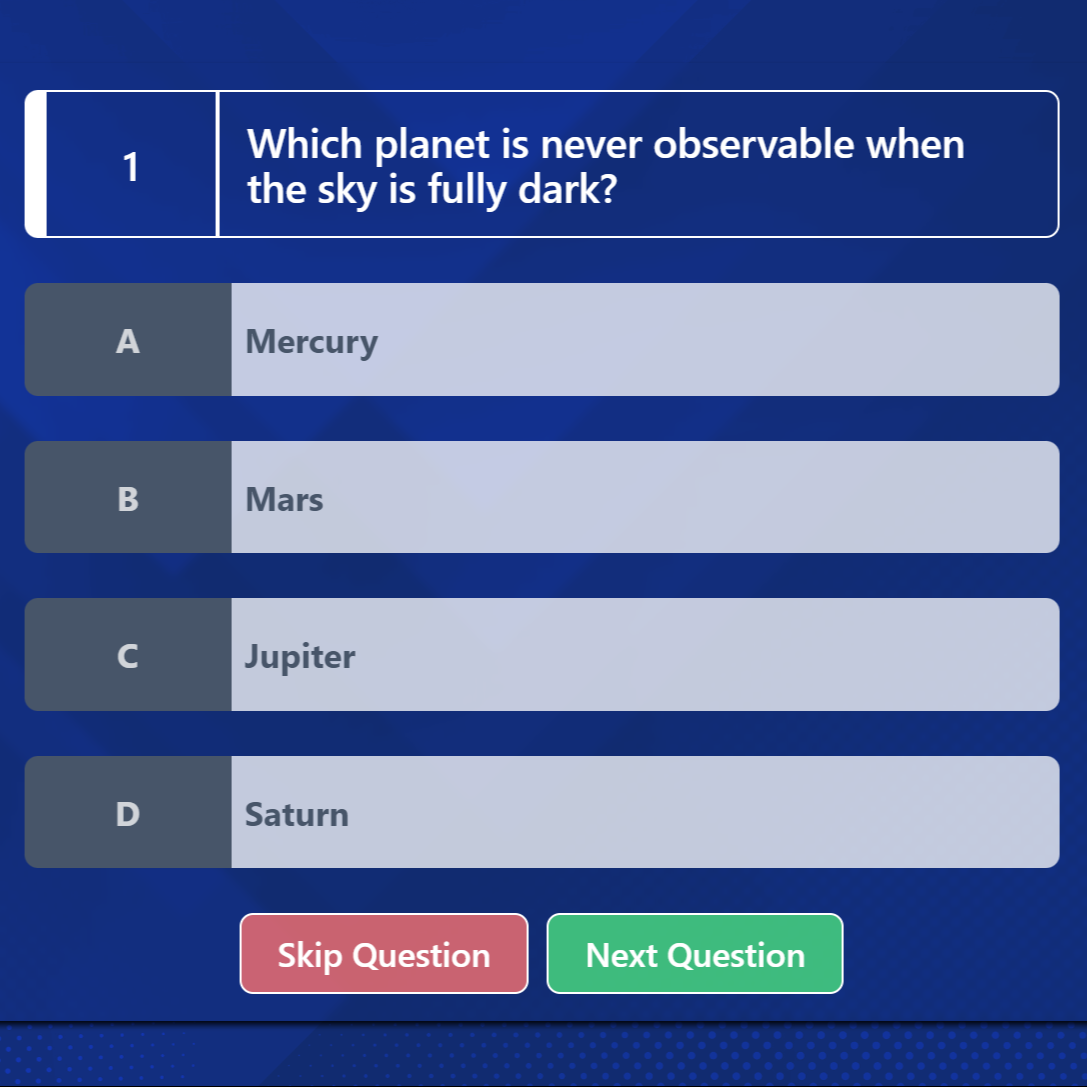 1
Which planet is never observable when
the sky is fully dark?
A
Mercury
B
Mars
C
Jupiter
D
Saturn
Skip Question
Next Question